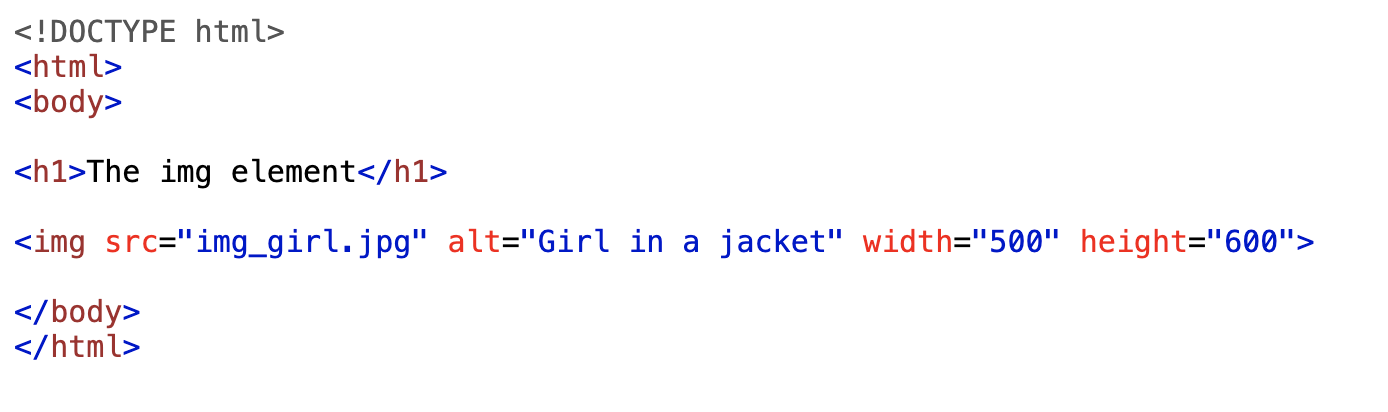 <!DOCTYPE html>
<html>
<body>
<h1>The img element</h1>
<img src="img_girl.jpg" alt="Girl in a jacket" width="500" height="600">
</body>
</html>